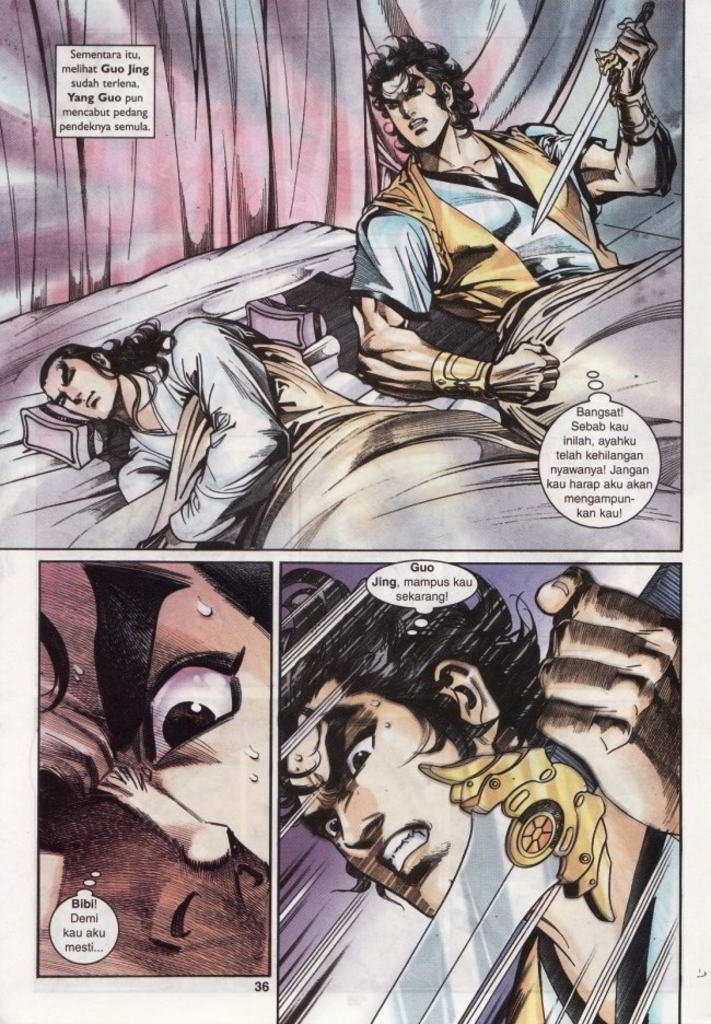 Sementara itu,
melihat Guo Jing
sudah terlena,
Yang Guo pun
mencabut pedang
pendeknya semula.
Bangsat!
Sebab kau
inilah, ayahku
telah kehilangan
nyawanya! Jangan
kau harap aku akan
mengampun-
kan kau!
Bibi!
Demi
kau aku
mesti...
Guo
Jing, mampus kau
sekarang!
36